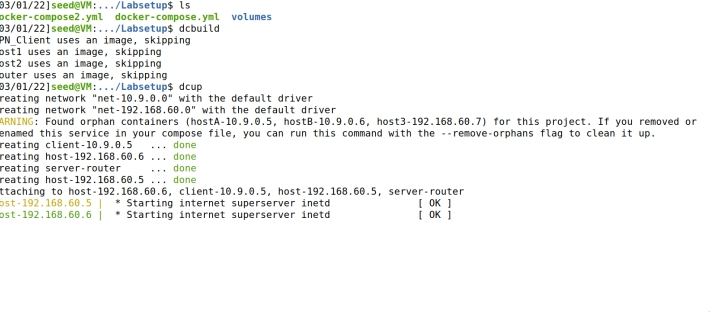 03/01/22]seed@VM:.../Labsetup$ ls
ocker-compose2.yml docker-compose.yml volumes
03/01/22]seed@VM:.../Labsetup$ dcbuild
PN_Client uses an image, skipping
ost1 uses an image, skipping
ost2 uses an image, skipping
outer uses an image, skipping
03/01/22]seed@VM:.../Labsetup$ dcup
reating network "net-10.9.0.0" with the default driver
reating network "net-192.168.60.0" with the default driver
ARNING: Found orphan containers (hostA-10.9.0.5, hostB-10.9.0.6, host3-192.168.60.7) for this project. If you removed or
enamed this service in your compose file, you can run this command with the --remove-orphans flag to clean it up.
reating client-10.9.0.5 ... done
reating host-192.168.60.6 ... done
reating server-router ... done
reating host-192.168.60.5 ... done
ttaching to host-192.168.60.6, client-10.9.0.5, host-192.168.60.5, server-router
ost-192.168.60.5 | * Starting internet superserver inetd [ OK ]
ost-192.168.60.6 | * Starting internet superserver inetd [ OK ]